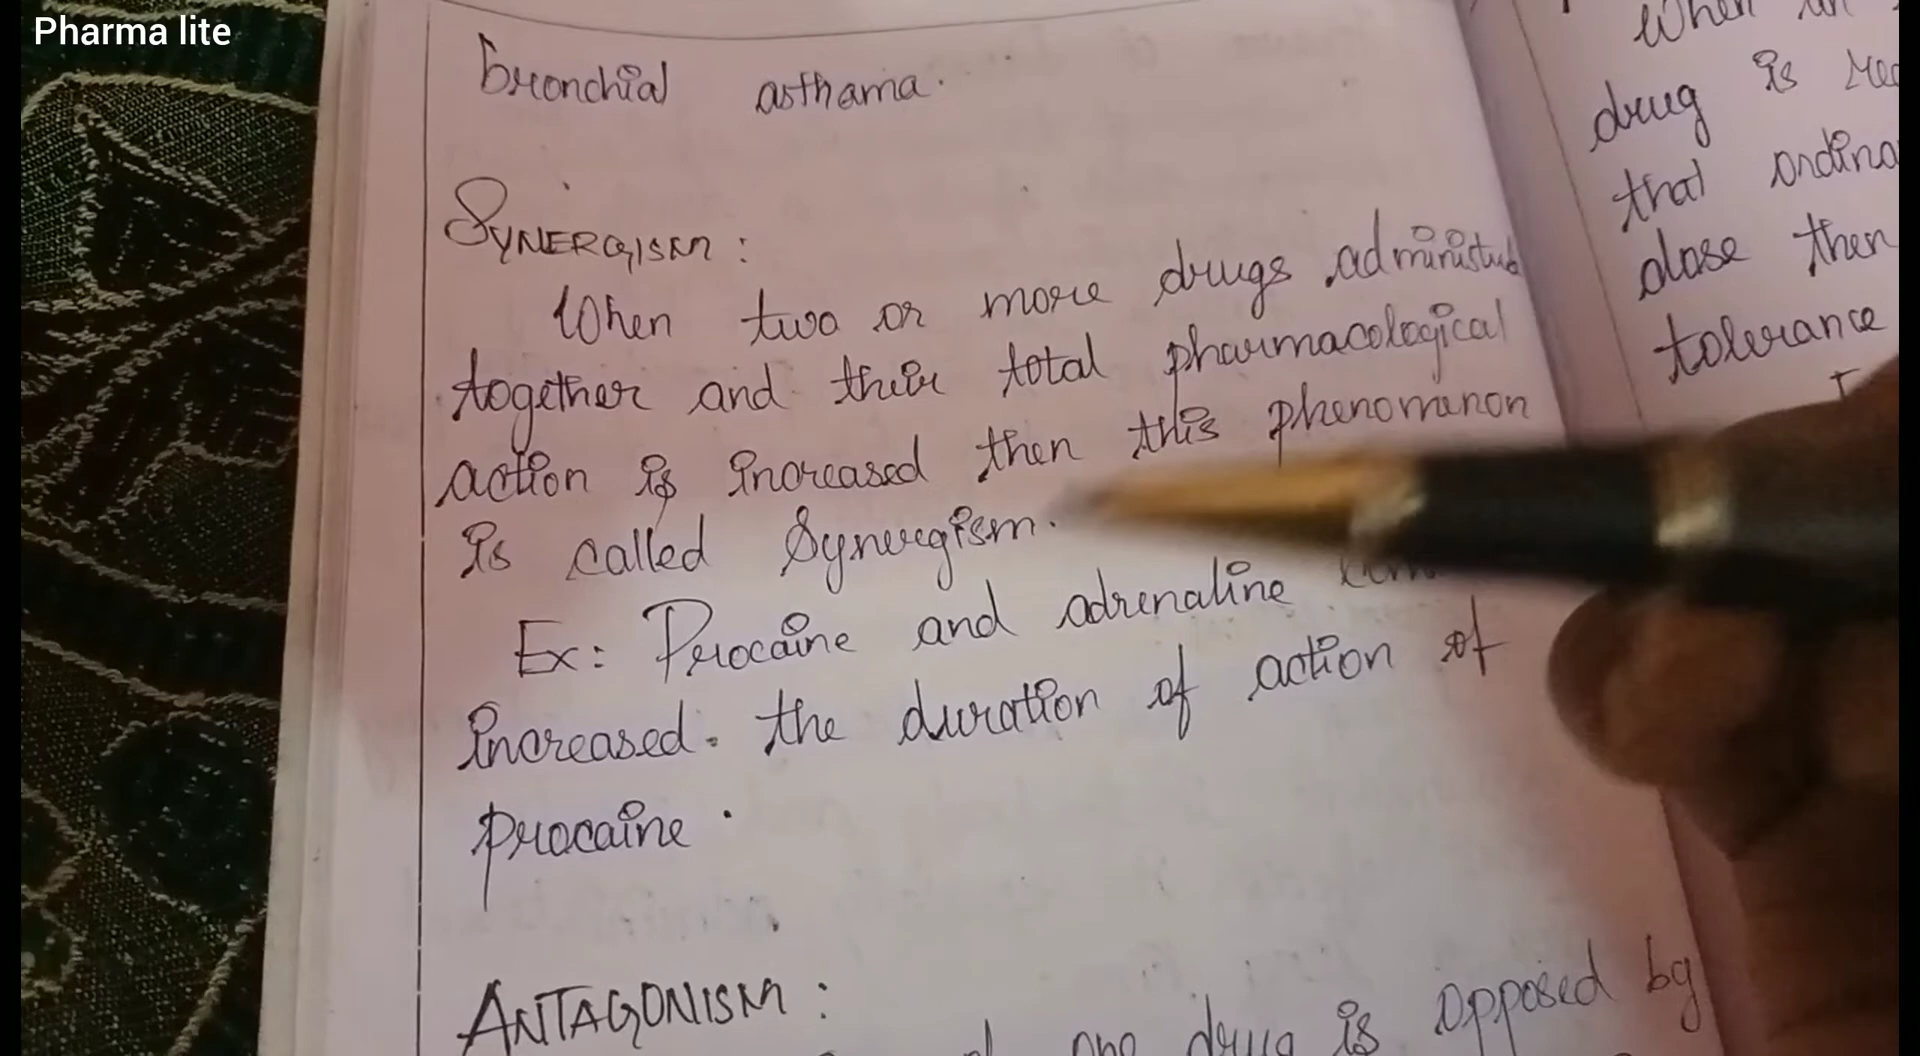 Pharma lite
bronchial asthama.
SYNERGISM :
When two or more drugs
together and their total pharmacological
action is increased then this phenomenon
is called Synergism.
Ex: Procaine and adrenaline
increased. the duration of action of
procaine .
ANTAGONISM :
one drug is opposed by
When
drug is
that
dose then
tolerance